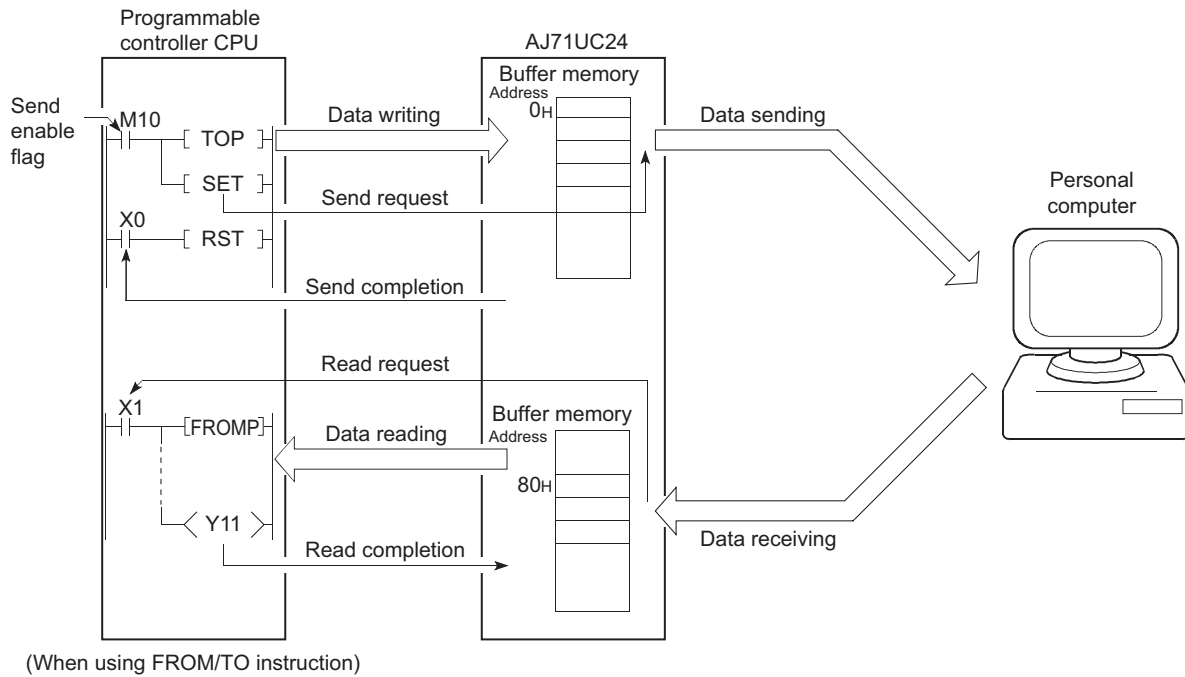 Programmable
controller CPU
AJ71UC24
Buffer memory
Address
0H
Send
enable
flag
M10
TOP
Data writing
Data sending
SET
Send request
X0
RST
Send completion
Personal
computer
Read request
X1
FROMP
Data reading
Buffer memory
Address
80H
Y11
Read completion
Data receiving
(When using FROM/TO instruction)